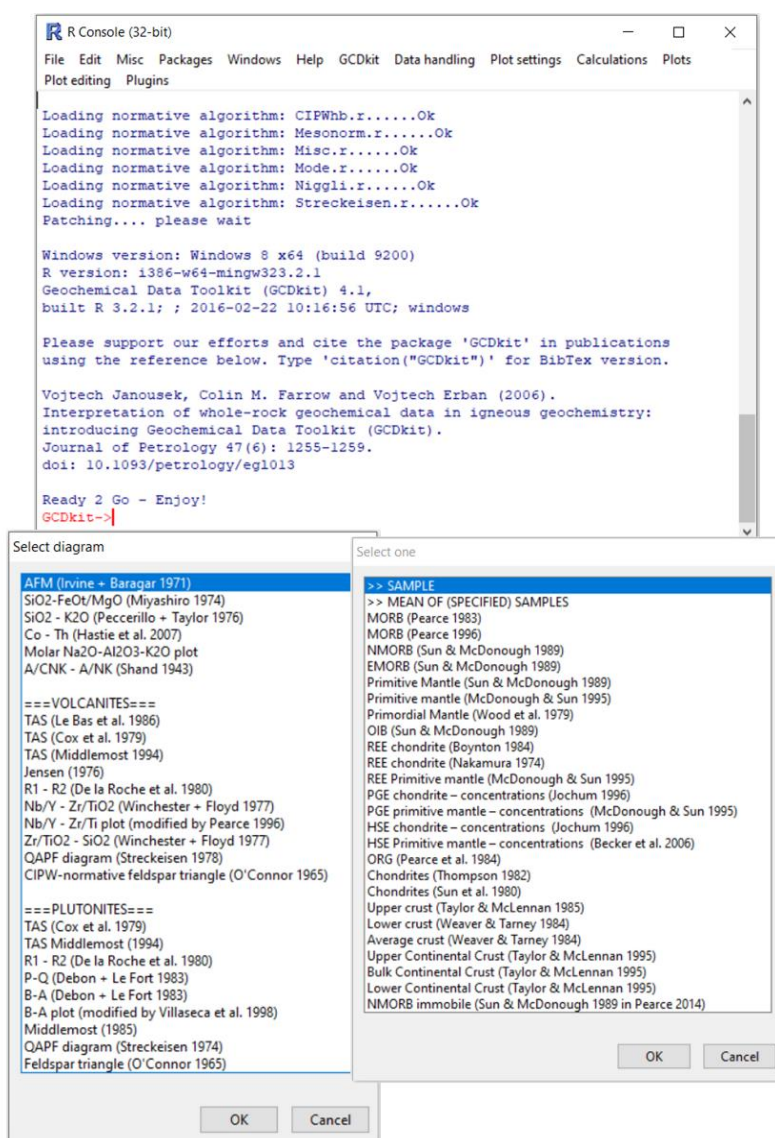 R Console (32-bit)
File Edit Misc Packages Windows Help GCDkit Data handling Plot settings Calculations Plots
Plot editing Plugins
Loading normative algorithm: CIPWhb.r......Ok
Loading normative algorithm: Mesonorm.r......Ok
Loading normative algorithm: Misc.r......Ok
Loading normative algorithm: Mode.r......Ok
Loading normative algorithm: Niggli.r......Ok
Loading normative algorithm: Streckeisen.r......Ok
Patching.... please wait
Windows version: Windows 8 x64 (build 9200)
R version: i386-w64-mingw323.2.1
Geochemical Data Toolkit (GCDkit) 4.1,
built R 3.2.1; ; 2016-02-22 10:16:56 UTC; windows
Please support our efforts and cite the package 'GCDkit' in publications
using the reference below. Type 'citation("GCDkit")' for BibTex version.
Vojtech Janousek, Colin M. Farrow and Vojtech Erban (2006).
Interpretation of whole-rock geochemical data in igneous geochemistry:
introducing Geochemical Data Toolkit (GCDkit).
Journal of Petrology 47(6): 1255-1259.
doi: 10.1093/petrology/egl013
Ready 2 Go - Enjoy!
GCDkit->
Select diagram
AFM (Irvine + Baragar 1971)
SiO2-FeOt/MgO (Miyashiro 1974)
SiO2 - K2O (Peccerillo + Taylor 1976)
Co - Th (Hastie et al. 2007)
Molar Na2O-Al2O3-K2O plot
A/CNK - A/NK (Shand 1943)
===VOLCANITES===
TAS (Le Bas et al. 1986)
TAS (Cox et al. 1979)
TAS (Middlemost 1994)
Jensen (1976)
R1 - R2 (De la Roche et al. 1980)
Nb/Y - Zr/TiO2 (Winchester + Floyd 1977)
Nb/Y - Zr/Ti plot (modified by Pearce 1996)
Zr/TiO2 - SiO2 (Winchester + Floyd 1977)
QAPF diagram (Streckeisen 1978)
CIPW-normative feldspar triangle (O'Connor 1965)
===PLUTONITES===
TAS (Cox et al. 1979)
TAS Middlemost (1994)
R1 - R2 (De la Roche et al. 1980)
P-Q (Debon + Le Fort 1983)
B-A (Debon + Le Fort 1983)
B-A plot (modified by Villaseca et al. 1998)
Middlemost (1985)
QAPF diagram (Streckeisen 1974)
Feldspar triangle (O'Connor 1965)
OK Cancel
Select one
>> SAMPLE
>> MEAN OF (SPECIFIED) SAMPLES
MORB (Pearce 1983)
MORB (Pearce 1996)
NMORB (Sun & McDonough 1989)
EMORB (Sun & McDonough 1989)
Primitive Mantle (Sun & McDonough 1989)
Primitive mantle (McDonough & Sun 1995)
Primordial Mantle (Wood et al. 1979)
OIB (Sun & McDonough 1989)
REE chondrite (Boynton 1984)
REE chondrite (Nakamura 1974)
REE Primitive mantle (McDonough & Sun 1995)
PGE chondrite – concentrations (Jochum 1996)
PGE primitive mantle – concentrations (McDonough & Sun 1995)
HSE chondrite – concentrations (Jochum 1996)
HSE Primitive mantle – concentrations (Becker et al. 2006)
ORG (Pearce et al. 1984)
Chondrites (Thompson 1982)
Chondrites (Sun et al. 1980)
Upper crust (Taylor & McLennan 1985)
Lower crust (Weaver & Tarney 1984)
Average crust (Weaver & Tarney 1984)
Upper Continental Crust (Taylor & McLennan 1995)
Bulk Continental Crust (Taylor & McLennan 1995)
Lower Continental Crust (Taylor & McLennan 1995)
NMORB immobile (Sun & McDonough 1989 in Pearce 2014)
OK Cancel